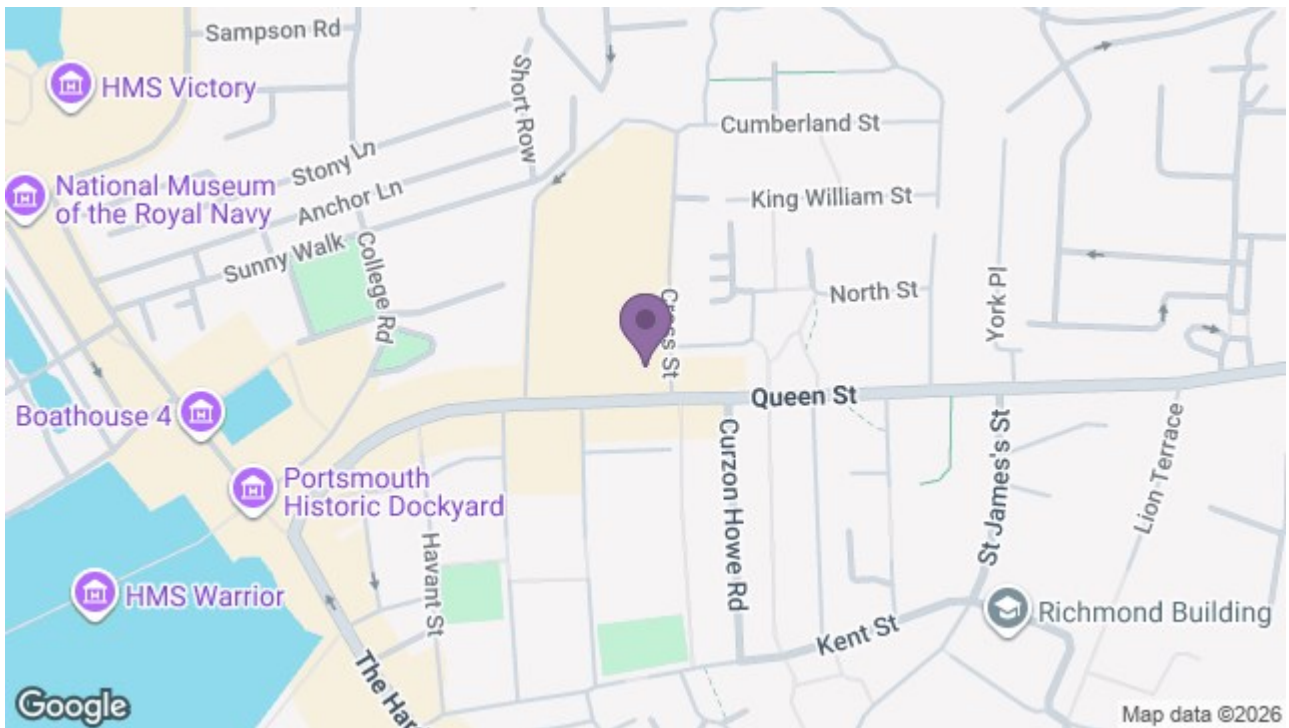 Sampson Rd
HMS Victory
Short Row
Cumberland St
Stony Ln
National Museum
of the Royal Navy
Anchor Ln
King William St
Sunny Walk
College Rd
North St
York Pl
Cross St
Queen St
Boathouse 4
Curzon Howe Rd
St James's St
Lion Terrace
Portsmouth
Historic Dockyard
Havant St
HMS Warrior
Richmond Building
Kent St
The Har
Google
Map data ©2026